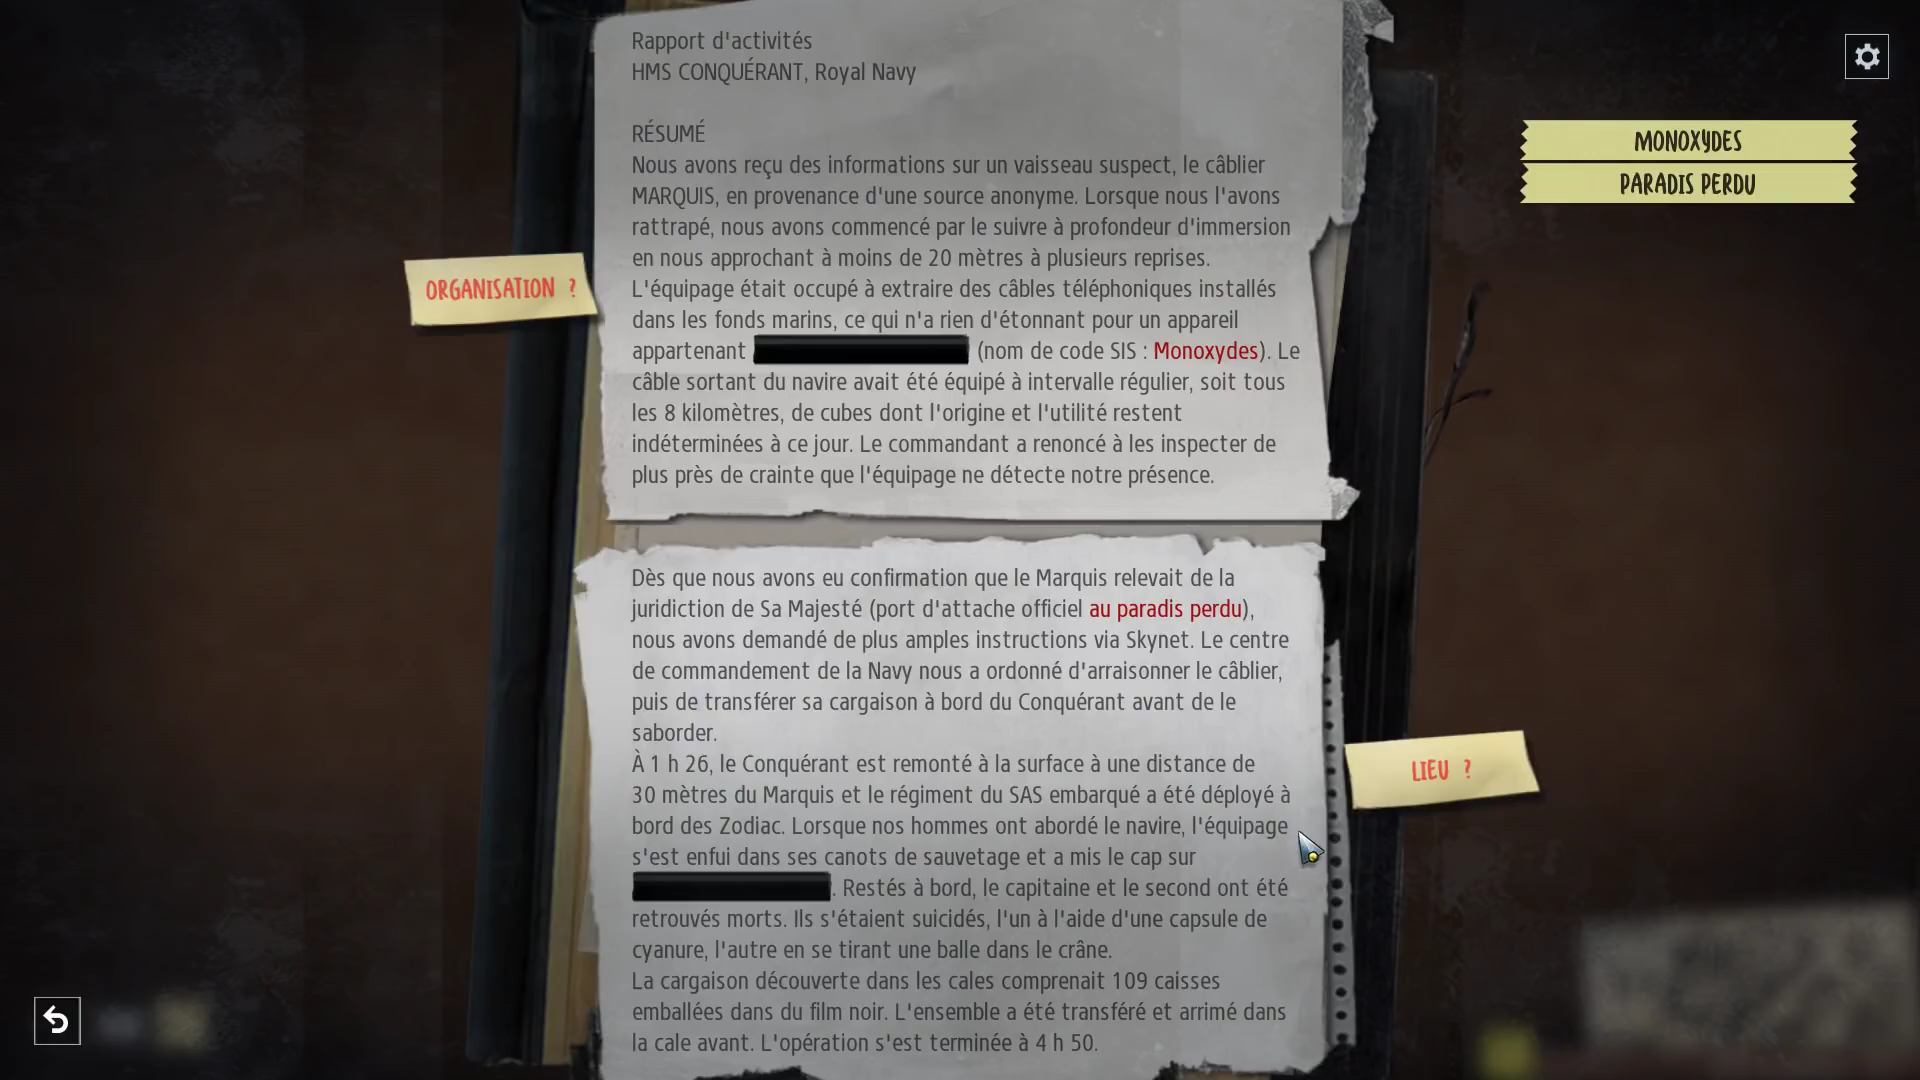 Rapport d'activités
HMS CONQUÉRANT, Royal Navy
RÉSUMÉ
Nous avons reçu des informations sur un vaisseau suspect, le câblier
MARQUIS, en provenance d'une source anonyme. Lorsque nous l'avons
rattrapé, nous avons commencé par le suivre à profondeur d'immersion
en nous approchant à moins de 20 mètres à plusieurs reprises.
L'équipage était occupé à extraire des câbles téléphoniques installés
dans les fonds marins, ce qui n'a rien d'étonnant pour un appareil
appartenant (nom de code SIS : Monoxydes). Le
câble sortant du navire avait été équipé à intervalle régulier, soit tous
les 8 kilomètres, de cubes dont l'origine et l'utilité restent
indéterminées à ce jour. Le commandant a renoncé à les inspecter de
plus près de crainte que l'équipage ne détecte notre présence.
Dès que nous avons eu confirmation que le Marquis relevait de la
juridiction de Sa Majesté (port d'attache officiel au paradis perdu),
nous avons demandé de plus amples instructions via Skynet. Le centre
de commandement de la Navy nous a ordonné d'arraisonner le câblier,
puis de transférer sa cargaison à bord du Conquérant avant de le
saborder.
À 1 h 26, le Conquérant est remonté à la surface à une distance de
30 mètres du Marquis et le régiment du SAS embarqué a été déployé à
bord des Zodiac. Lorsque nos hommes ont abordé le navire, l'équipage
s'est enfui dans ses canots de sauvetage et a mis le cap sur
. Restés à bord, le capitaine et le second ont été
retrouvés morts. Ils s'étaient suicidés, l'un à l'aide d'une capsule de
cyanure, l'autre en se tirant une balle dans le crâne.
La cargaison découverte dans les cales comprenait 109 caisses
emballées dans du film noir. L'ensemble a été transféré et arrimé dans
la cale avant. L'opération s'est terminée à 4 h 50.
ORGANISATION ?
LIEU ?
MONOXYDES
PARADIS PERDU